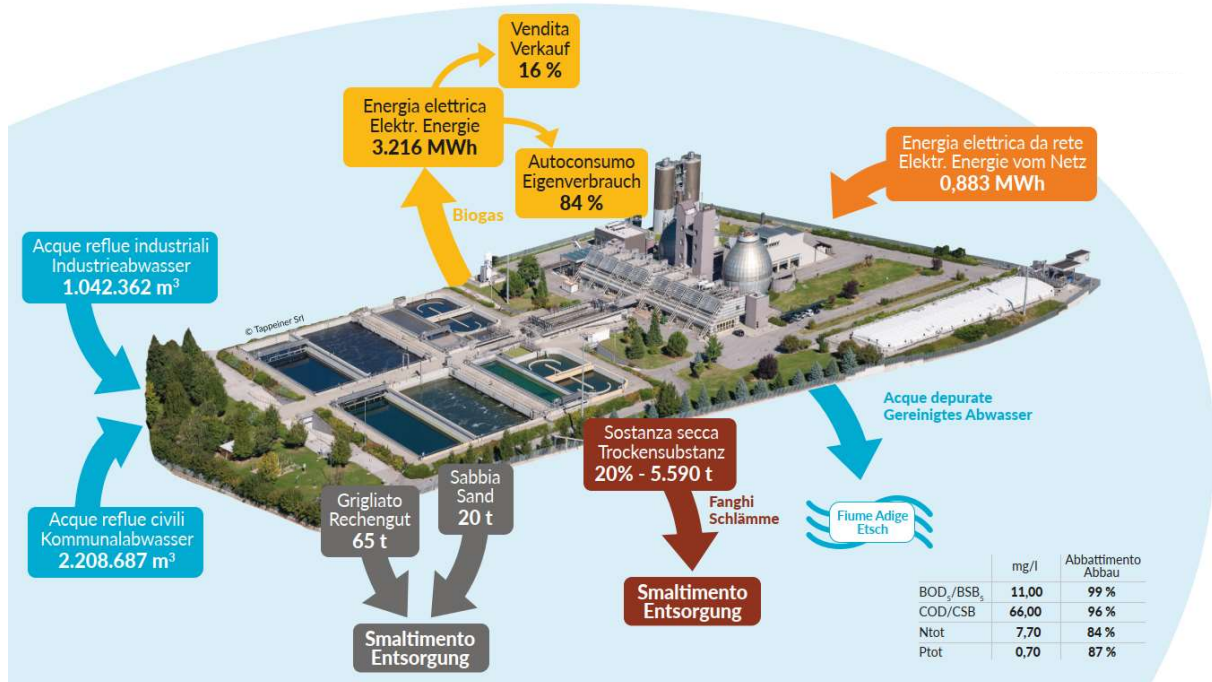 Vendita
Verkauf
16 %
Energia elettrica
Elektr. Energie
3.216 MWh
Autoconsumo
Eigenverbrauch
84 %
Biogas
Energia elettrica da rete
Elektr. Energie vom Netz
0,883 MWh
Acque reflue industriali
Industrieabwasser
1.042.362 m³
© Tappeiner Srl
Acque reflue civili
Kommunalabwasser
2.208.687 m³
Grigliato
Rechengut
65 t
Sabbia
Sand
20 t
Smaltimento
Entsorgung
Sostanza secca
Trockensubstanz
20% - 5.590 t
Fanghi
Schlämme
Smaltimento
Entsorgung
Acque depurate
Gereinigtes Abwasser
Fiume Adige
Etsch
mg/l Abbattimento
Abbau
BOD₅/BSB₅ 11,00 99 %
COD/CSB 66,00 96 %
Ntot 7,70 84 %
Ptot 0,70 87 %